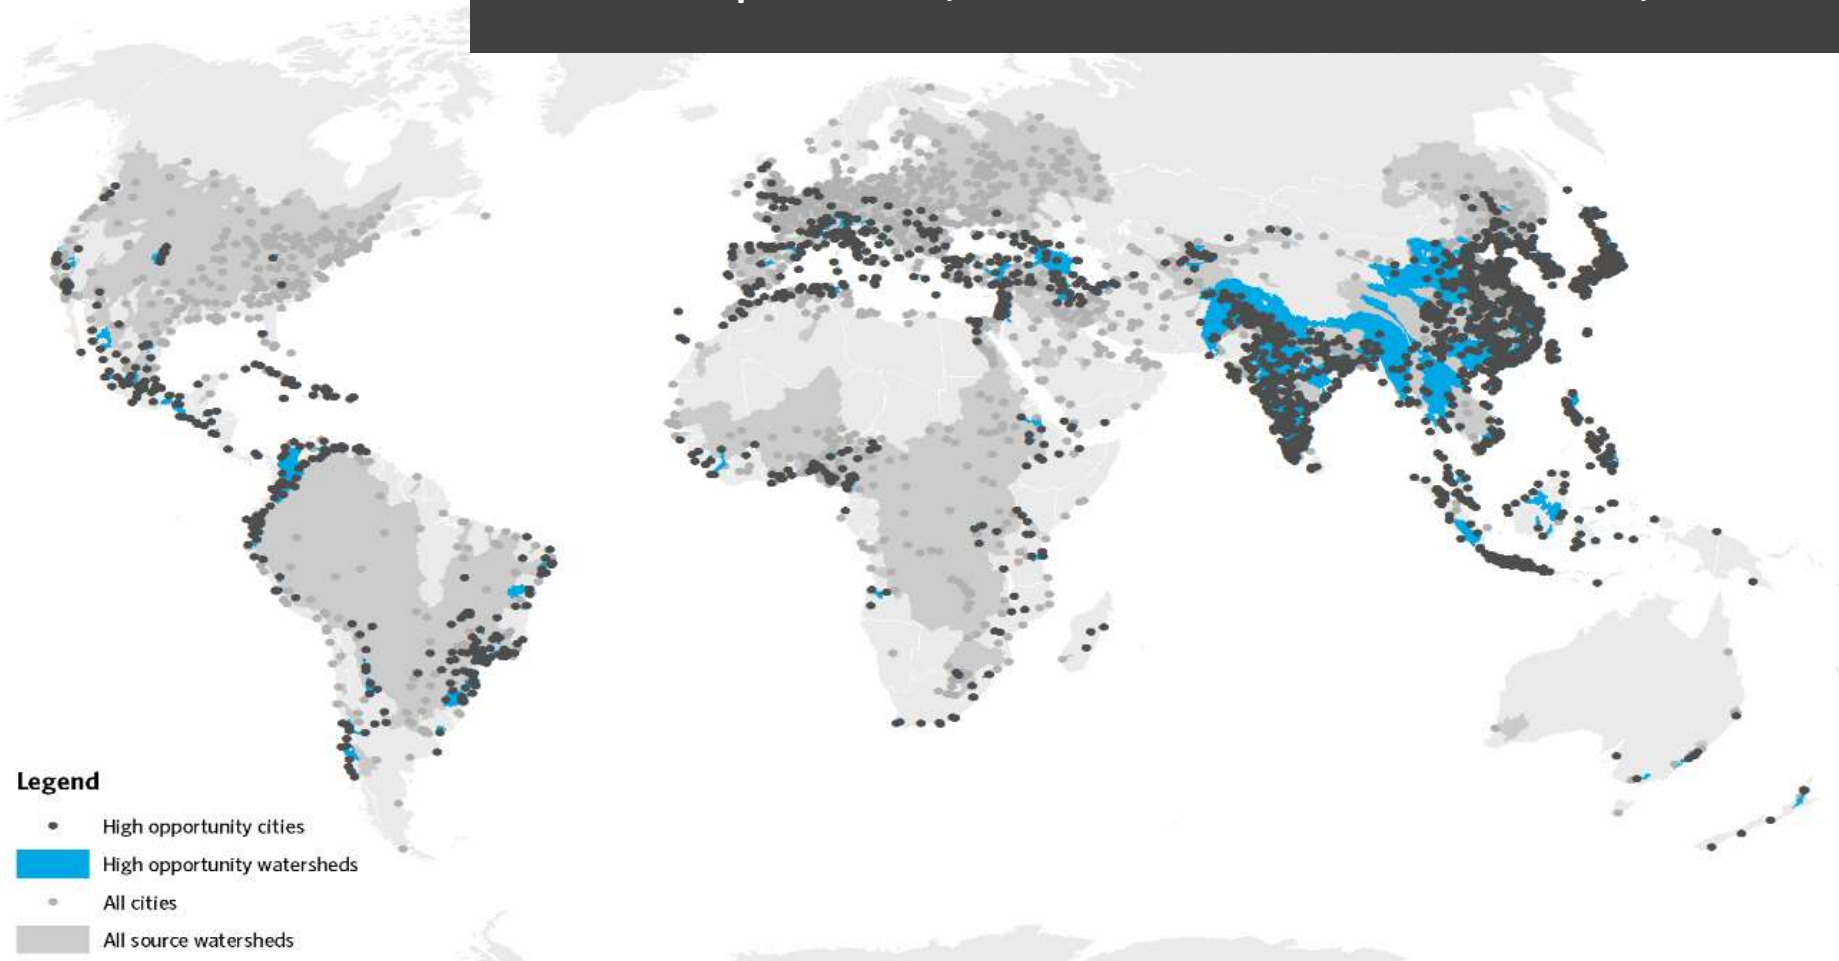 Legend
High opportunity cities
High opportunity watersheds
All cities
All source watersheds